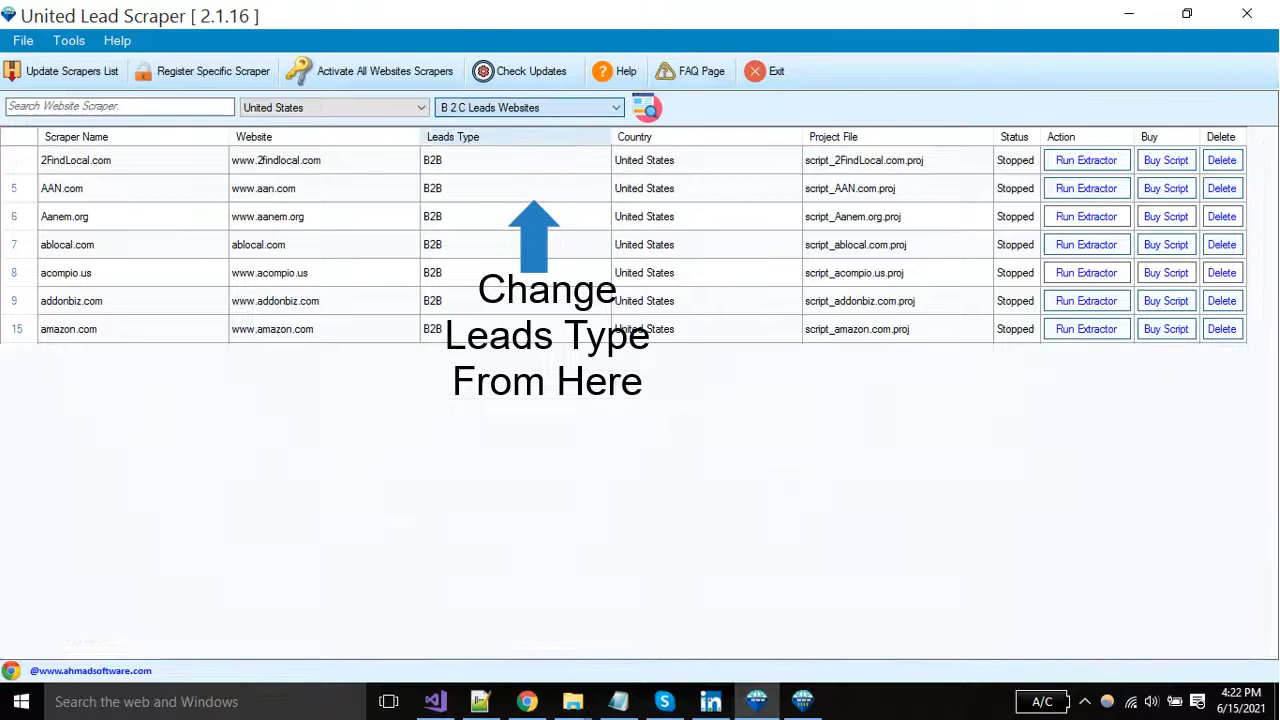 United Lead Scraper [ 2.1.16 ]
File Tools Help
Update Scrapers List Register Specific Scraper Activate All Websites Scrapers Check Updates Help FAQ Page Exit
Search Website Scraper. United States B 2 C Leads Websites
Scraper Name Website Leads Type Country Project File Status Action Buy Delete
2FindLocal.com www.2findlocal.com B2B United States script_2FindLocal.com.proj Stopped Run Extractor Buy Script Delete
5 AAN.com www.aan.com B2B United States script_AAN.com.proj Stopped Run Extractor Buy Script Delete
6 Aanem.org www.aanem.org B2B United States script_Aanem.org.proj Stopped Run Extractor Buy Script Delete
7 ablocal.com ablocal.com B2B United States script_ablocal.com.proj Stopped Run Extractor Buy Script Delete
8 acompio.us www.acompio.us B2B United States script_acompio.us.proj Stopped Run Extractor Buy Script Delete
9 addonbiz.com www.addonbiz.com B2B United States script_addonbiz.com.proj Stopped Run Extractor Buy Script Delete
15 amazon.com www.amazon.com B2B United States script_amazon.com.proj Stopped Run Extractor Buy Script Delete
Change
Leads Type
From Here
@www.ahmadsoftware.com
Search the web and Windows
A/C
4:22 PM
6/15/2021